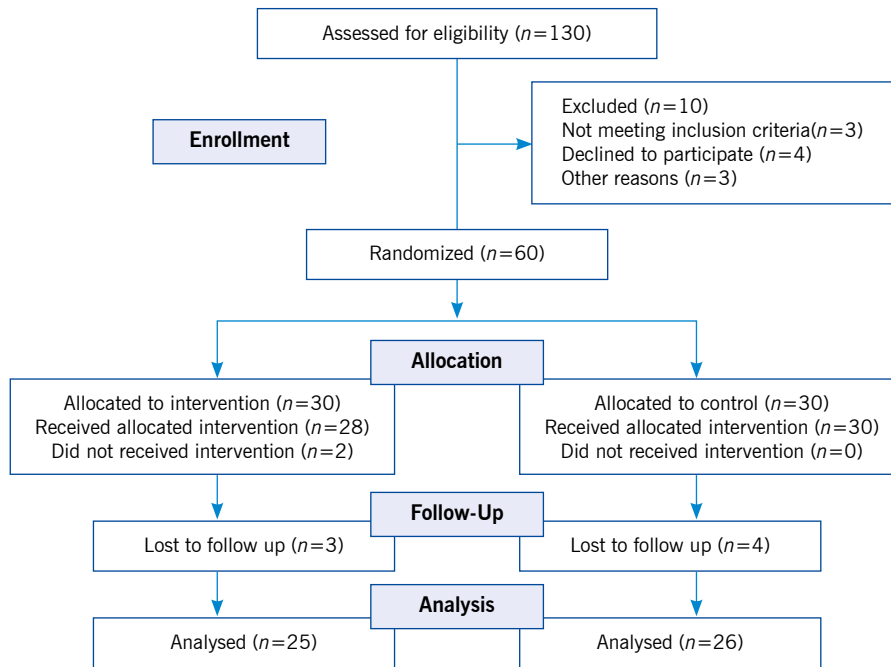 Assessed for eligibility (n=130)
Excluded (n=10)
Not meeting inclusion criteria(n=3)
Declined to participate (n=4)
Other reasons (n=3)
Enrollment
Randomized (n=60)
Allocation
Allocated to intervention (n=30)
Received allocated intervention (n=28)
Did not received intervention (n=2)
Allocated to control (n=30)
Received allocated intervention (n=30)
Did not received intervention (n=0)
Follow-Up
Lost to follow up (n=3)
Lost to follow up (n=4)
Analysis
Analysed (n=25)
Analysed (n=26)